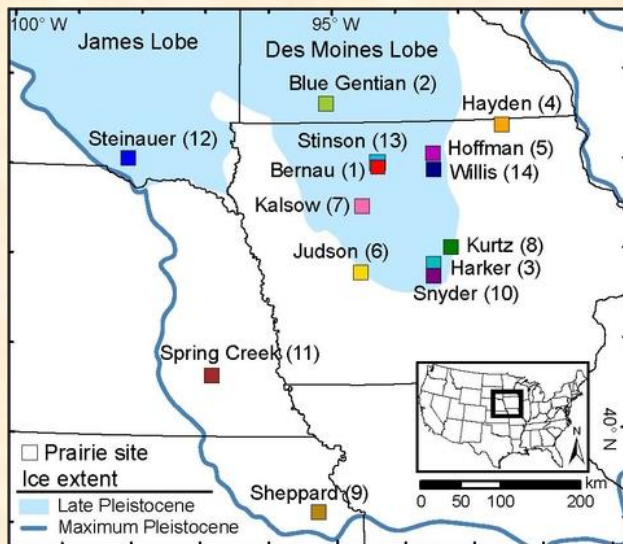 100° W
95° W
James Lobe
Des Moines Lobe
Blue Gentian (2)
Hayden (4)
Steinauer (12)
Stinson (13)
Hoffman (5)
Bernau (1)
Willis (14)
Kalsow (7)
Judson (6)
Kurtz (8)
Harker (3)
Snyder (10)
Spring Creek (11)
40° N
N
Prairie site
Ice extent
Late Pleistocene
Maximum Pleistocene
Sheppard (9)
km
0 50 100 200